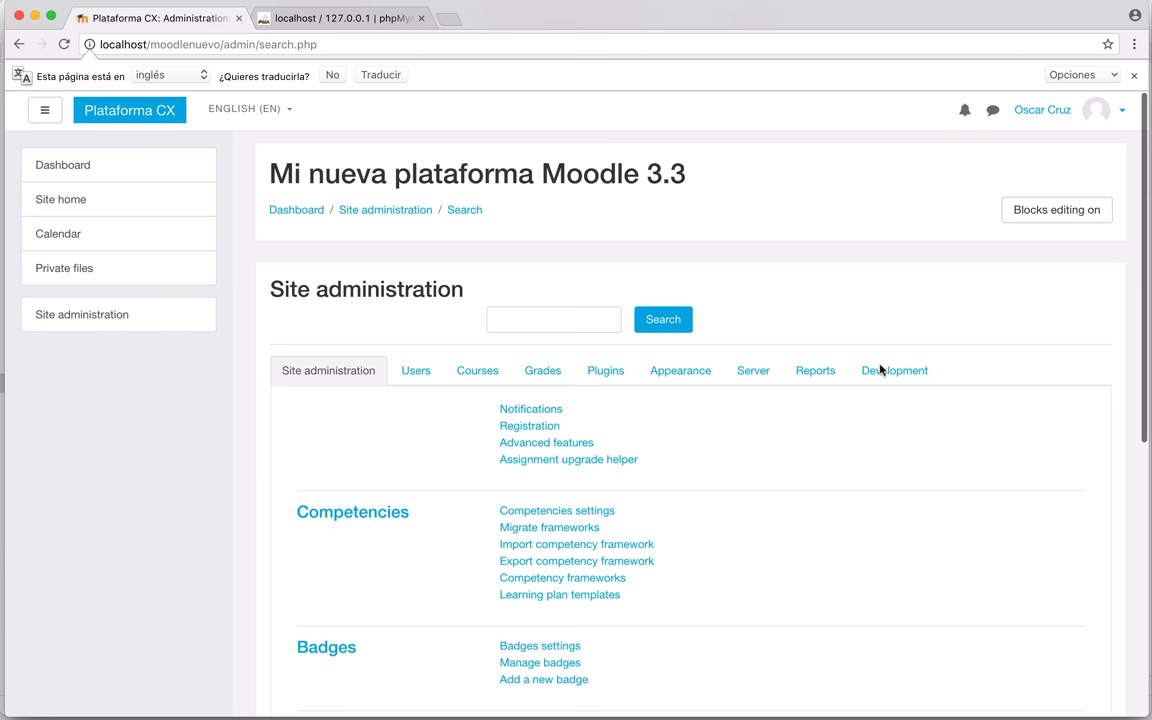 Plataforma CX: Administration:
localhost / 127.0.0.1 | phpMyA
localhost/moodlenuevo/admin/search.php
Esta página está en inglés ¿Quieres traducirla? No Traducir Opciones
Plataforma CX ENGLISH (EN) Oscar Cruz
Dashboard
Site home
Calendar
Private files
Site administration
Mi nueva plataforma Moodle 3.3
Dashboard / Site administration / Search
Blocks editing on
Site administration
Search
Site administration Users Courses Grades Plugins Appearance Server Reports Development
Notifications
Registration
Advanced features
Assignment upgrade helper
Competencies
Competencies settings
Migrate frameworks
Import competency framework
Export competency framework
Competency frameworks
Learning plan templates
Badges
Badges settings
Manage badges
Add a new badge